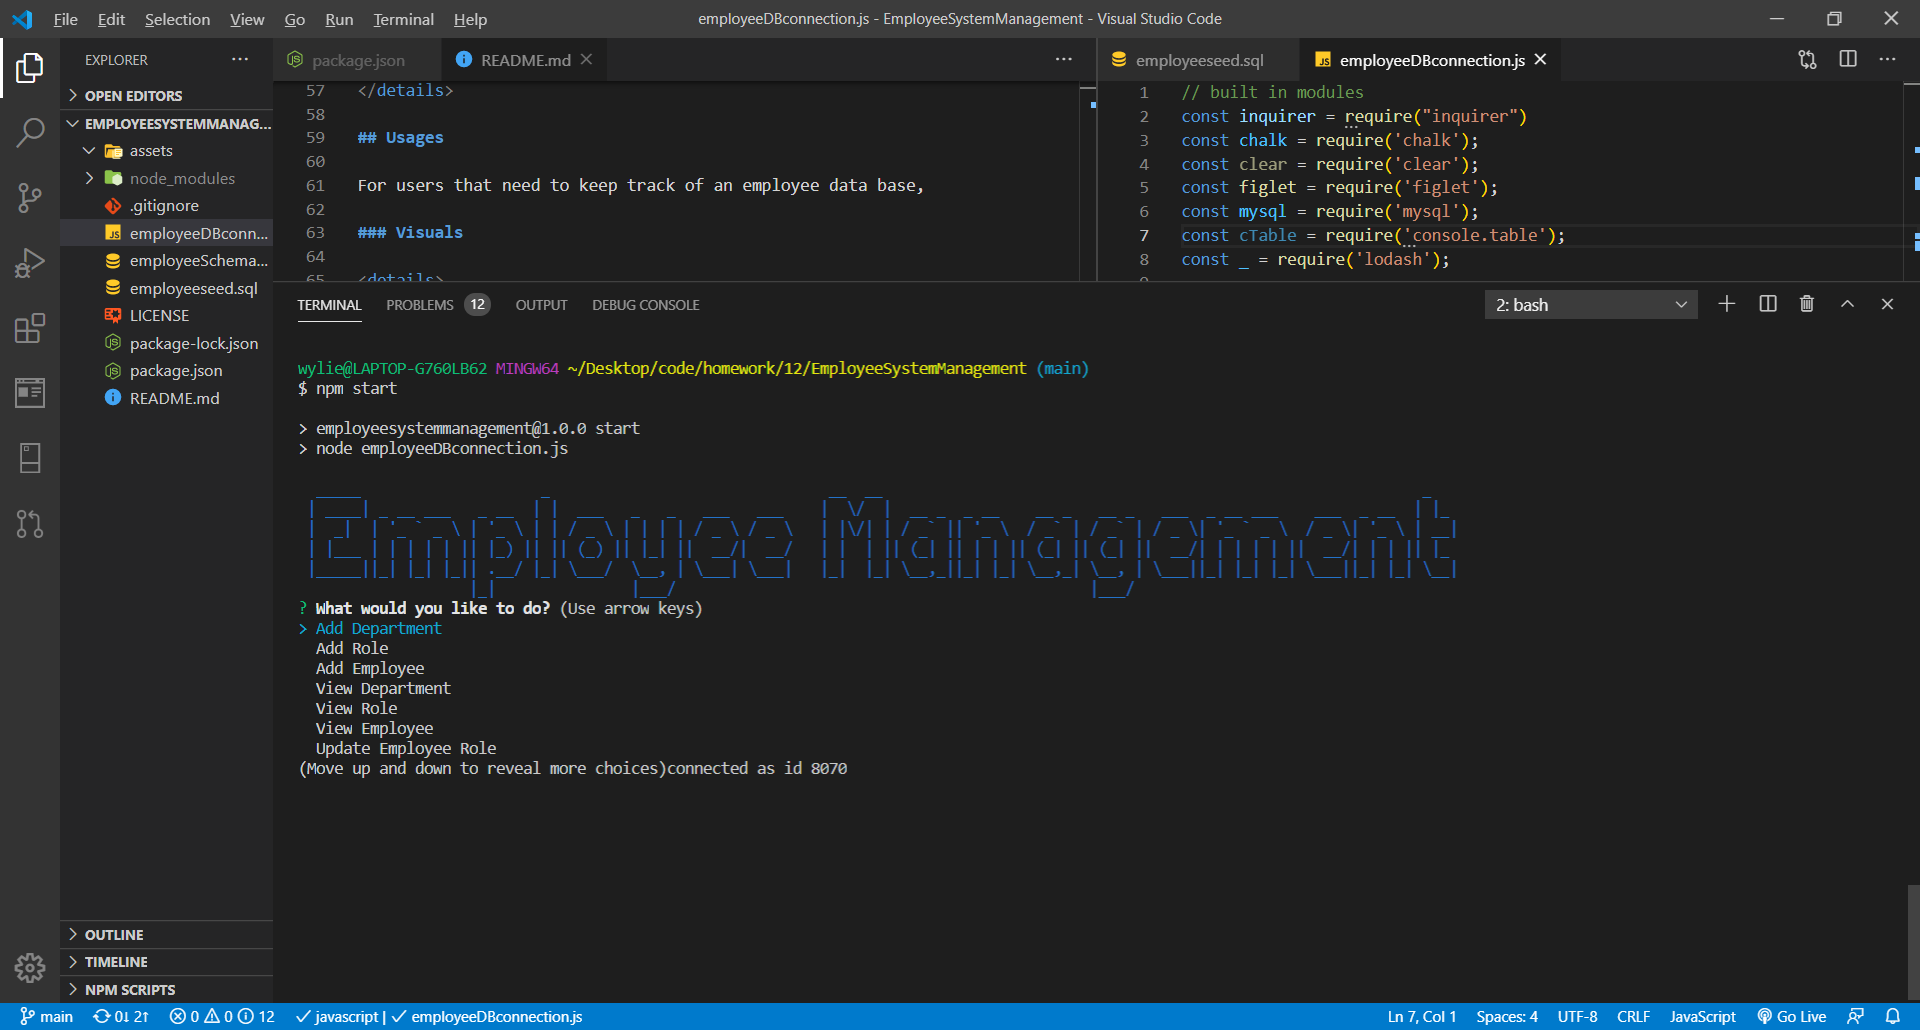 File Edit Selection View Go Run Terminal Help
employeeDBconnection.js - EmployeeSystemManagement - Visual Studio Code
EXPLORER
OPEN EDITORS
EMPLOYEESYSTEMMANAG...
assets
node_modules
.gitignore
employeeDBconn...
employeeSchema...
employeeseed.sql
LICENSE
package-lock.json
package.json
README.md
OUTLINE
TIMELINE
NPM SCRIPTS
package.json README.md
57 </details>
58
59 ## Usages
60
61 For users that need to keep track of an employee data base,
62
63 ### Visuals
64
65 <details>
employeeseed.sql employeeDBconnection.js
1 // built in modules
2 const inquirer = require("inquirer")
3 const chalk = require('chalk');
4 const clear = require('clear');
5 const figlet = require('figlet');
6 const mysql = require('mysql');
7 const cTable = require('console.table');
8 const _ = require('lodash');
9
TERMINAL PROBLEMS 12 OUTPUT DEBUG CONSOLE
2: bash
wylie@LAPTOP-G760LB62 MINGW64 ~/Desktop/code/homework/12/EmployeeSystemManagement (main)
$ npm start
> employeesystemmanagement@1.0.0 start
> node employeeDBconnection.js
Employee Management
? What would you like to do? (Use arrow keys)
> Add Department
Add Role
Add Employee
View Department
View Role
View Employee
Update Employee Role
(Move up and down to reveal more choices)connected as id 8070
main 0↓ 2↑ 0 0 12 javascript | employeeDBconnection.js
Ln 7, Col 1 Spaces: 4 UTF-8 CRLF JavaScript Go Live